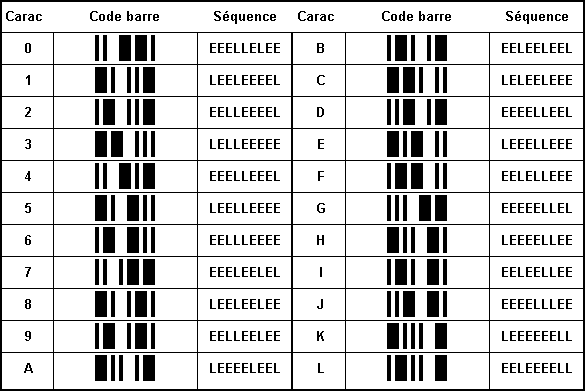 Carac Code barre Séquence Carac Code barre Séquence
0 EEELLELEE B EELEELEEL
1 LEELEEEEL C LELEELEEE
2 EELLEEEEL D EEEELLEEL
3 LELLEEEEE E LEEELLEEE
4 EEELLEEEL F EELELLEEE
5 LEELLEEEE G EEEEELLEL
6 EELLLEEEE H LEEEELLEE
7 EEELEELEL I EELEELLEE
8 LEELEELEE J EEEELLLEE
9 EELLEELEE K LEEEEEELL
A LEEEELEEL L EELEEEELL